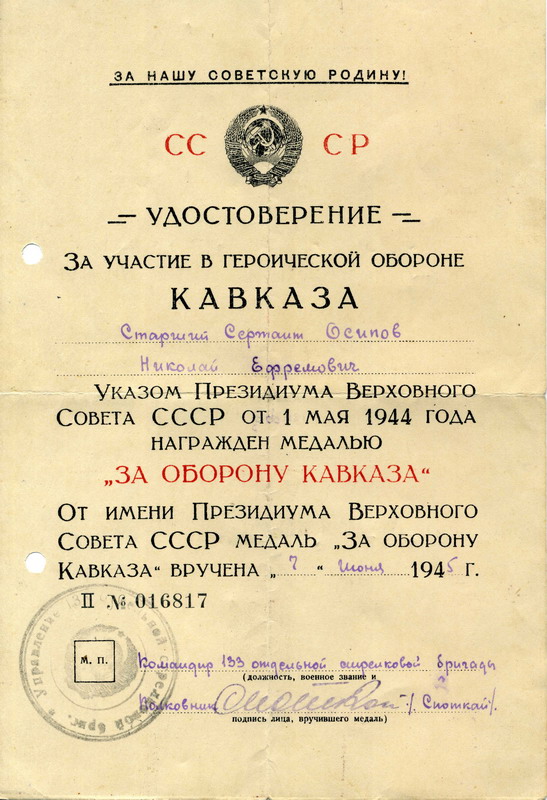 ЗА НАШУ СОВЕТСКУЮ РОДИНУ!
СС СР
УДОСТОВЕРЕНИЕ
ЗА УЧАСТИЕ В ГЕРОИЧЕСКОЙ ОБОРОНЕ
КАВКАЗА
Старший Сержант Осипов
Николай Ефремович
УКАЗОМ ПРЕЗИДИУМА ВЕРХОВНОГО
СОВЕТА СССР ОТ 1 МАЯ 1944 ГОДА
НАГРАЖДЕН МЕДАЛЬЮ
„ЗА ОБОРОНУ КАВКАЗА“
ОТ ИМЕНИ ПРЕЗИДИУМА ВЕРХОВНОГО
СОВЕТА СССР МЕДАЛЬ „ЗА ОБОРОНУ
КАВКАЗА“ ВРУЧЕНА „7“ июня 1945 Г.
II № 016817
М. П.
Командир 133 отдельной стрелковой бригады
(должность, военное звание и
Полковник /Слоткай/.
подпись лица, вручившего медаль)
Управление